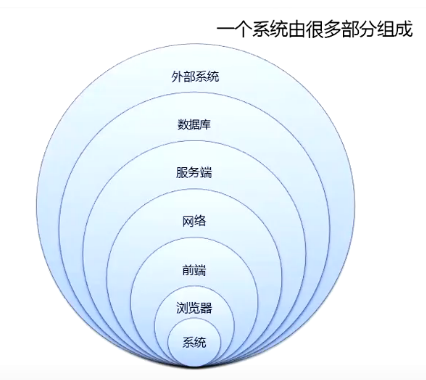 一个系统由很多部分组成
外部系统
数据库
服务端
网络
前端
浏览器
系统